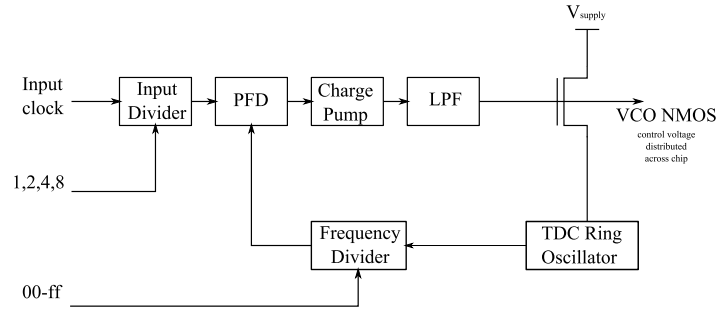 Vsupply
Input
clock
Input
Divider
PFD
Charge
Pump
LPF
VCO NMOS
control voltage
distributed
across chip
1,2,4,8
Frequency
Divider
TDC Ring
Oscillator
00-ff